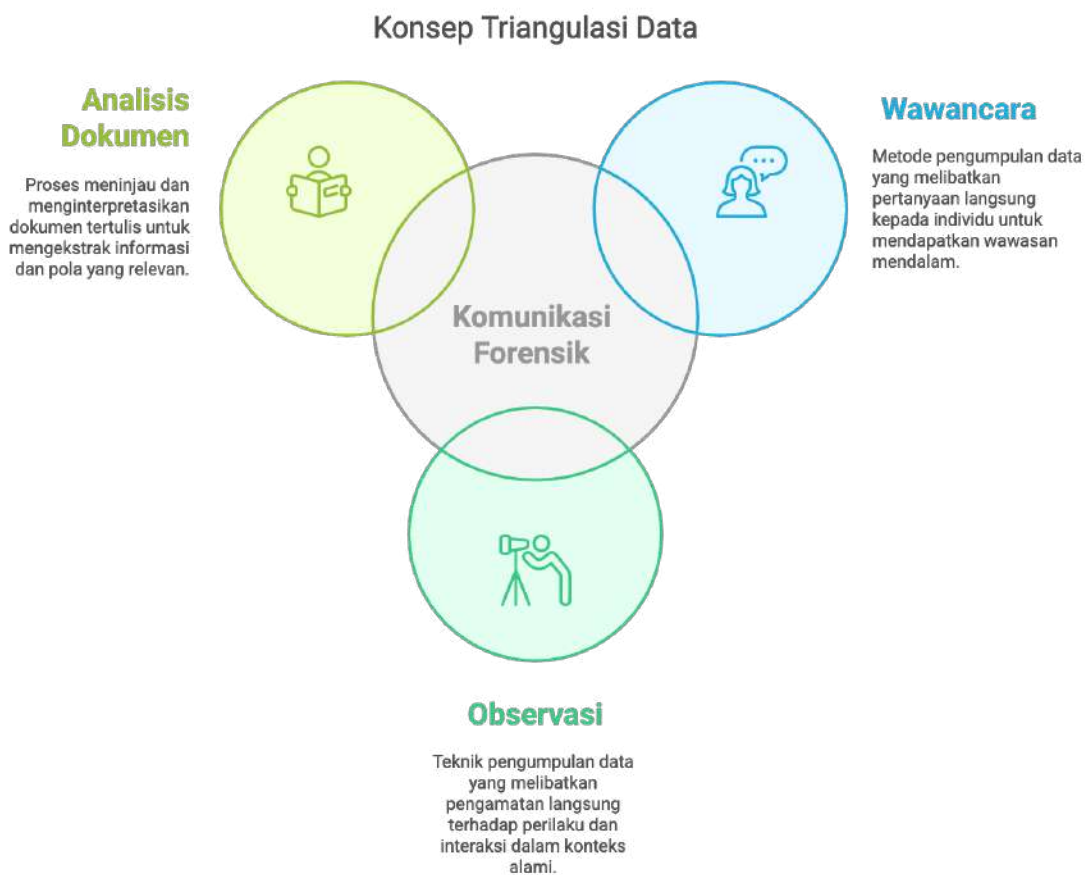 Konsep Triangulasi Data
Analisis
Dokumen
Proses meninjau dan
menginterpretasikan
dokumen tertulis untuk
mengekstrak informasi
dan pola yang relevan.
Wawancara
Metode pengumpulan data
yang melibatkan
pertanyaan langsung
kepada individu untuk
mendapatkan wawasan
mendalam.
Komunikasi
Forensik
Observasi
Teknik pengumpulan data
yang melibatkan
pengamatan langsung
terhadap perilaku dan
interaksi dalam konteks
alami.